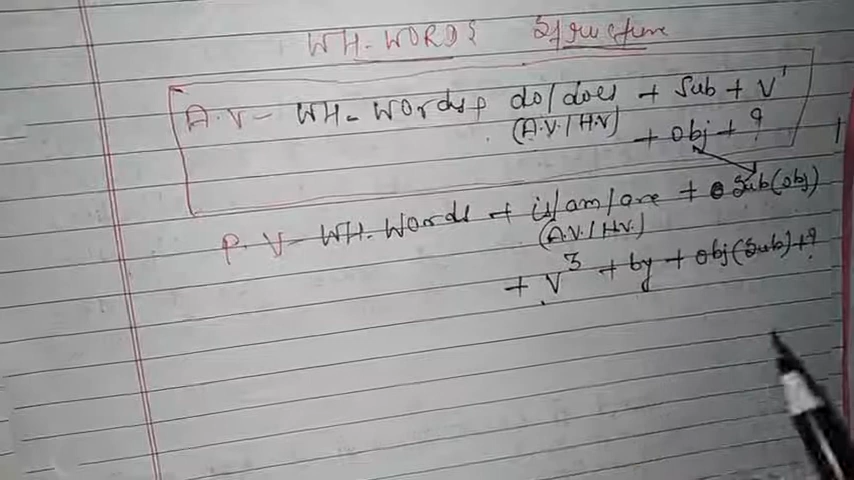 WH-WORDS Structure
A.V- WH-Words+ do/does + Sub + V¹
(A.V./H.V) + Obj + ?
P.V- WH-Words + is/am/are + Sub(Obj)
(A.V./H.V.)
+ V³ + by + Obj(Sub)+?